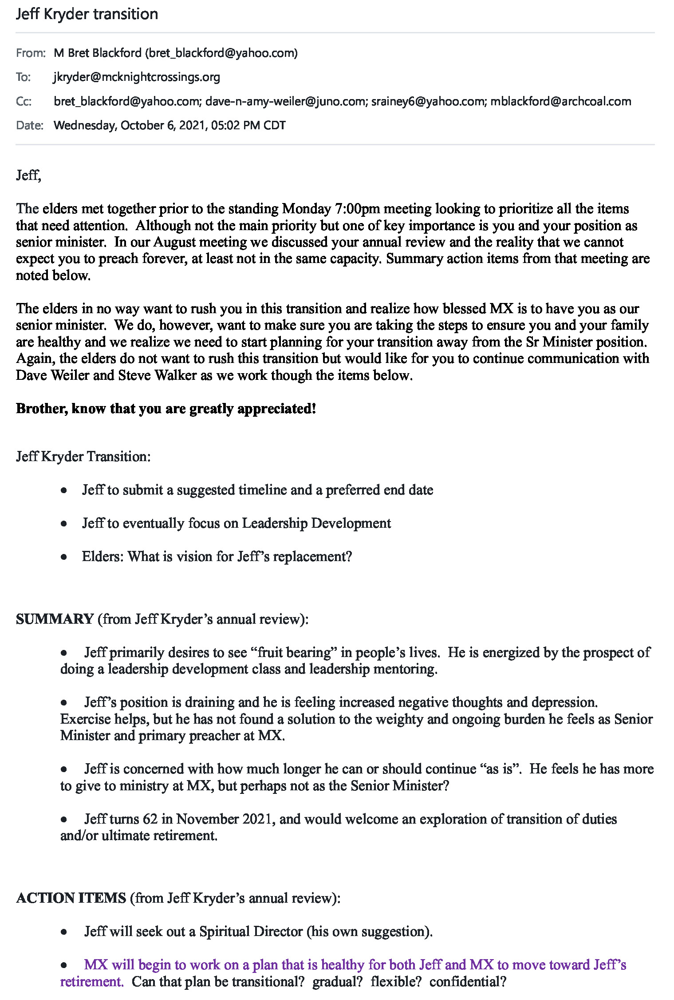 Jeff Kryder transition
From: M Bret Blackford (bret_blackford@yahoo.com)
To: jkryder@mcknightcrossings.org
Cc: bret_blackford@yahoo.com; dave-n-amy-weiler@juno.com; srainey6@yahoo.com; mblackford@archcoal.com
Date: Wednesday, October 6, 2021, 05:02 PM CDT
Jeff,
The elders met together prior to the standing Monday 7:00pm meeting looking to prioritize all the items
that need attention.  Although not the main priority but one of key importance is you and your position as
senior minister.  In our August meeting we discussed your annual review and the reality that we cannot
expect you to preach forever, at least not in the same capacity. Summary action items from that meeting are
noted below.
The elders in no way want to rush you in this transition and realize how blessed MX is to have you as our
senior minister.  We do, however, want to make sure you are taking the steps to ensure you and your family
are healthy and we realize we need to start planning for your transition away from the Sr Minister position.
Again, the elders do not want to rush this transition but would like for you to continue communication with
Dave Weiler and Steve Walker as we work though the items below.
Brother, know that you are greatly appreciated!
Jeff Kryder Transition:
• Jeff to submit a suggested timeline and a preferred end date
• Jeff to eventually focus on Leadership Development
• Elders: What is vision for Jeff’s replacement?
SUMMARY (from Jeff Kryder’s annual review):
• Jeff primarily desires to see “fruit bearing” in people’s lives.  He is energized by the prospect of
doing a leadership development class and leadership mentoring.
• Jeff’s position is draining and he is feeling increased negative thoughts and depression.
Exercise helps, but he has not found a solution to the weighty and ongoing burden he feels as Senior
Minister and primary preacher at MX.
• Jeff is concerned with how much longer he can or should continue “as is”.  He feels he has more
to give to ministry at MX, but perhaps not as the Senior Minister?
• Jeff turns 62 in November 2021, and would welcome an exploration of transition of duties
and/or ultimate retirement.
ACTION ITEMS (from Jeff Kryder’s annual review):
• Jeff will seek out a Spiritual Director (his own suggestion).
• MX will begin to work on a plan that is healthy for both Jeff and MX to move toward Jeff’s
retirement.  Can that plan be transitional?  gradual?  flexible?  confidential?